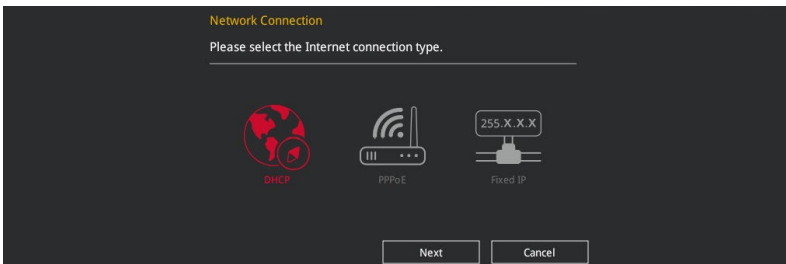 Network Connection
Please select the Internet connection type.
255.X.X.X
DHCP PPPoE Fixed IP
Next Cancel